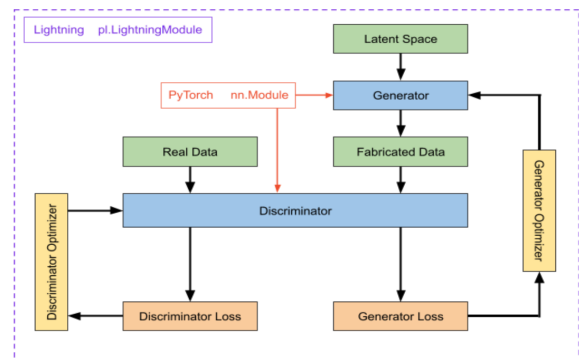 Lightning pl.LightningModule
Latent Space
PyTorch nn.Module
Generator
Real Data
Fabricated Data
Discriminator
Discriminator Optimizer
Generator Optimizer
Discriminator Loss
Generator Loss